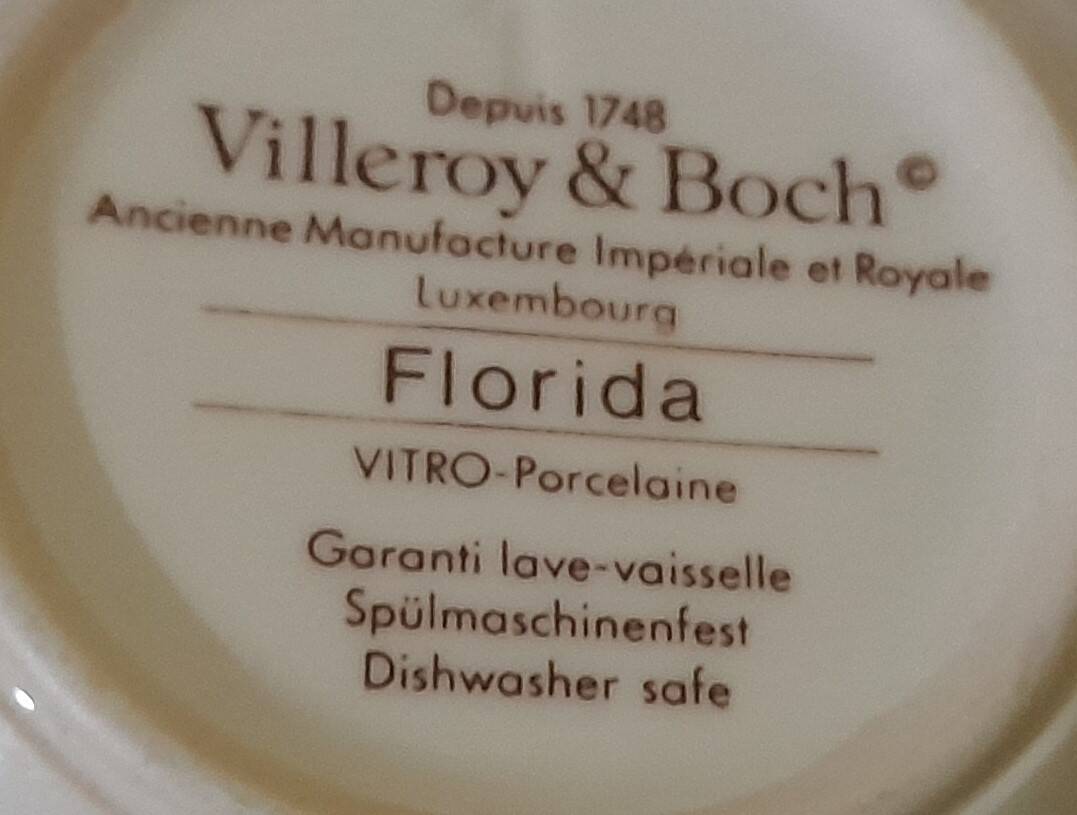 Depuis 1748
Villeroy & Boch©
Ancienne Manufacture Impériale et Royale
Luxembourg
Florida
VITRO-Porcelaine
Garanti lave-vaisselle
Spülmaschinenfest
Dishwasher safe